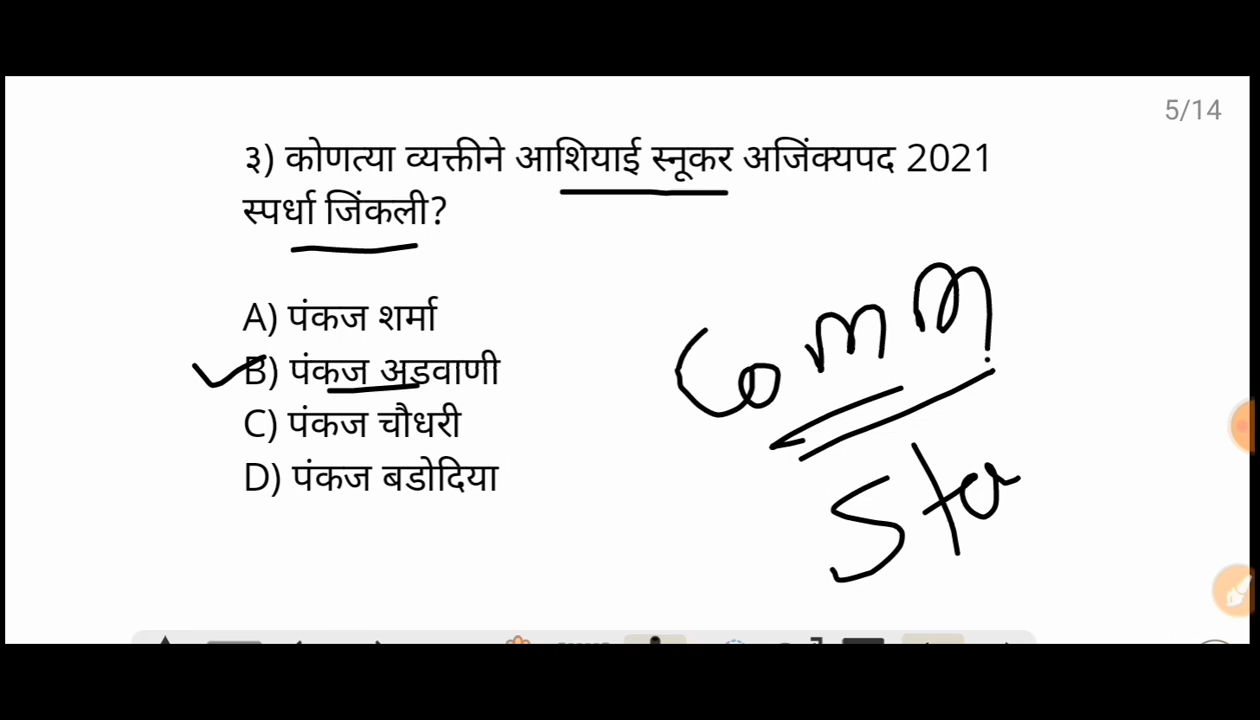 5/14
३) कोणत्या व्यक्तीने आशियाई स्नूकर अजिंक्यपद 2021
स्पर्धा जिंकली?
A) पंकज शर्मा
B) पंकज अडवाणी
C) पंकज चौधरी
D) पंकज बडोदिया
Comm
Sta